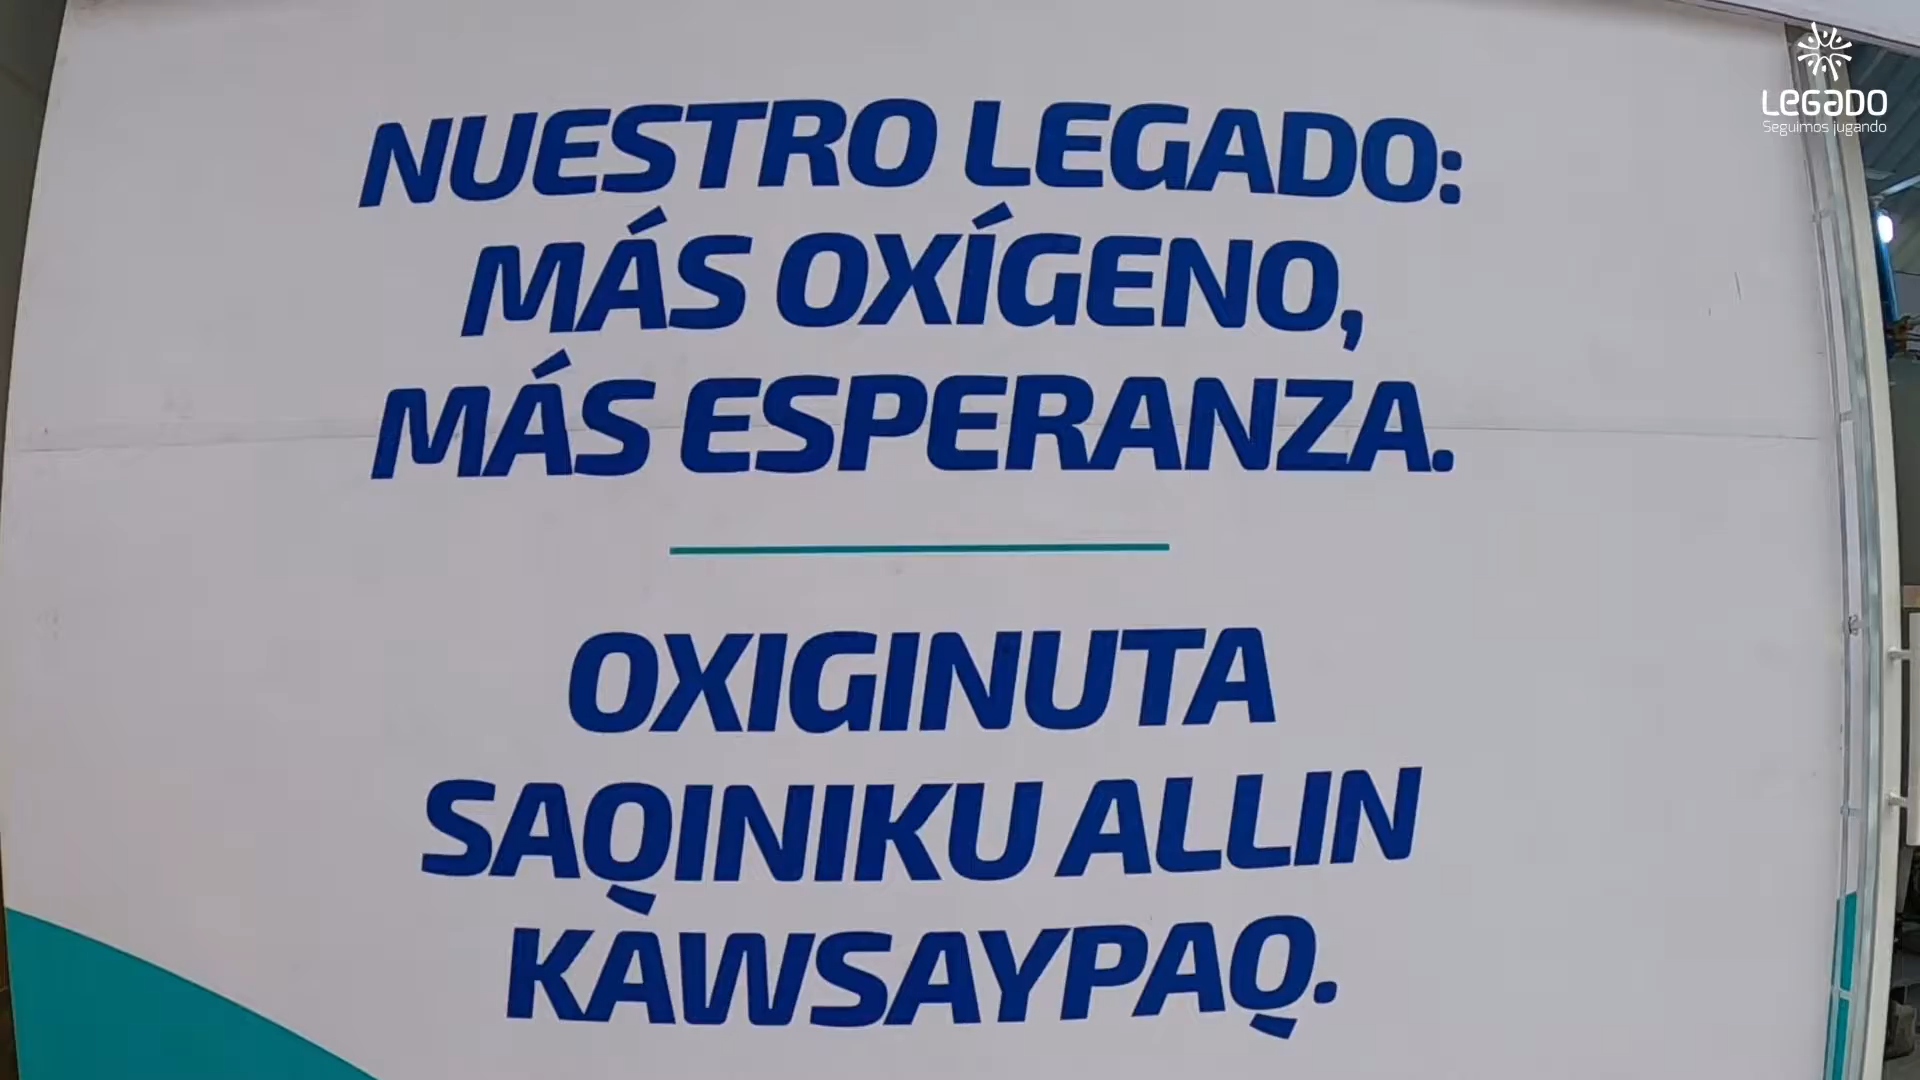 LEGADO
Seguimos jugando
NUESTRO LEGADO:
MÁS OXÍGENO,
MÁS ESPERANZA.
OXIGINUTA
SAQINIKU ALLIN
KAWSAYPAQ.